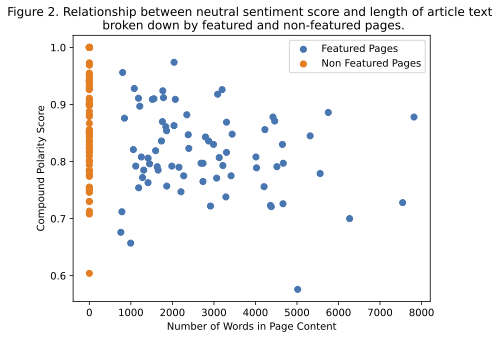 Figure 2. Relationship between neutral sentiment score and length of article text
broken down by featured and non-featured pages.
Featured Pages
Non Featured Pages
Compound Polarity Score
1.0
0.9
0.8
0.7
0.6
0 1000 2000 3000 4000 5000 6000 7000 8000
Number of Words in Page Content